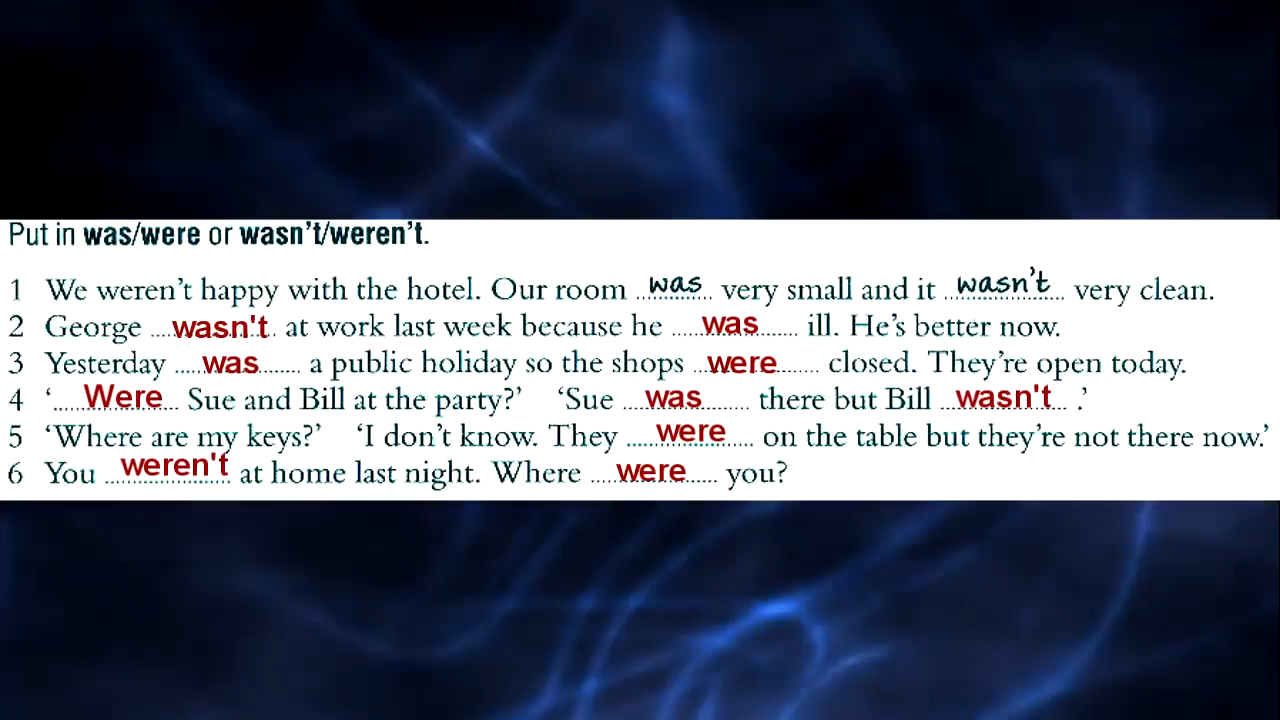 Put in was/were or wasn't/weren't.
1 We weren't happy with the hotel. Our room was very small and it wasn't very clean.
2 George wasn't at work last week because he was ill. He's better now.
3 Yesterday was a public holiday so the shops were closed. They're open today.
4 ‘Were Sue and Bill at the party?’ ‘Sue was there but Bill wasn't.’
5 ‘Where are my keys?’ ‘I don't know. They were on the table but they're not there now.’
6 You weren't at home last night. Where were you?